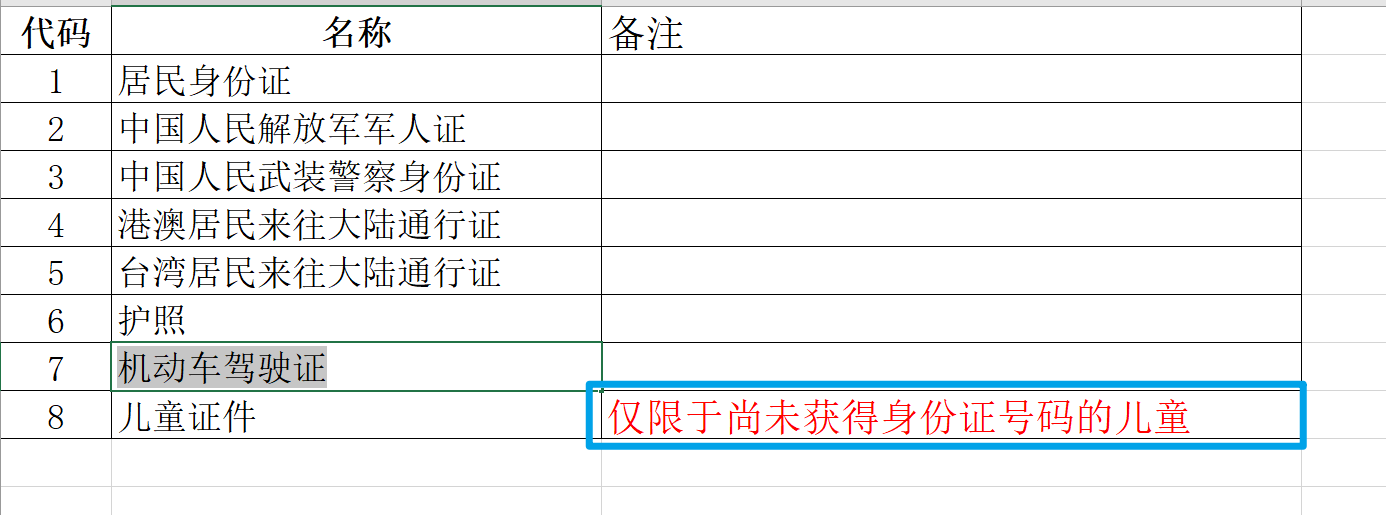 代码 名称 备注
1 居民身份证
2 中国人民解放军军人证
3 中国人民武装警察身份证
4 港澳居民来往大陆通行证
5 台湾居民来往大陆通行证
6 护照
7 机动车驾驶证
8 儿童证件 仅限于尚未获得身份证号码的儿童